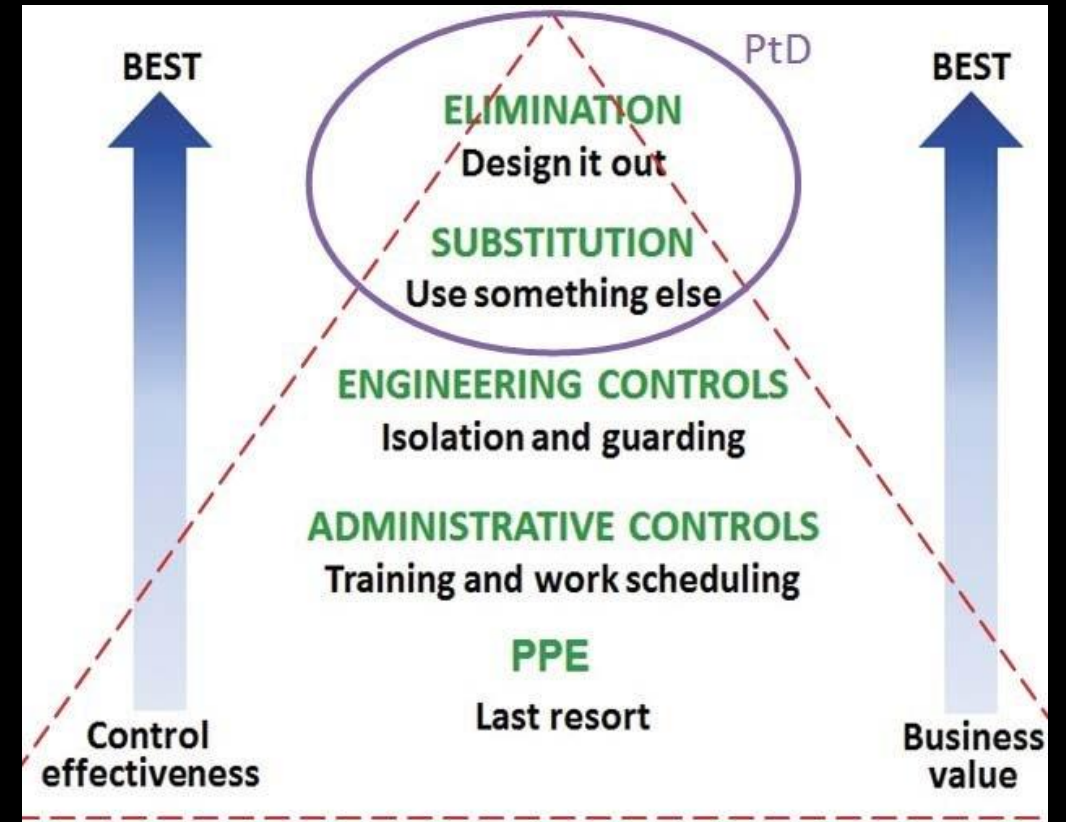 PtD
BEST
BEST
ELIMINATION
Design it out
SUBSTITUTION
Use something else
ENGINEERING CONTROLS
Isolation and guarding
ADMINISTRATIVE CONTROLS
Training and work scheduling
PPE
Last resort
Control
effectiveness
Business
value